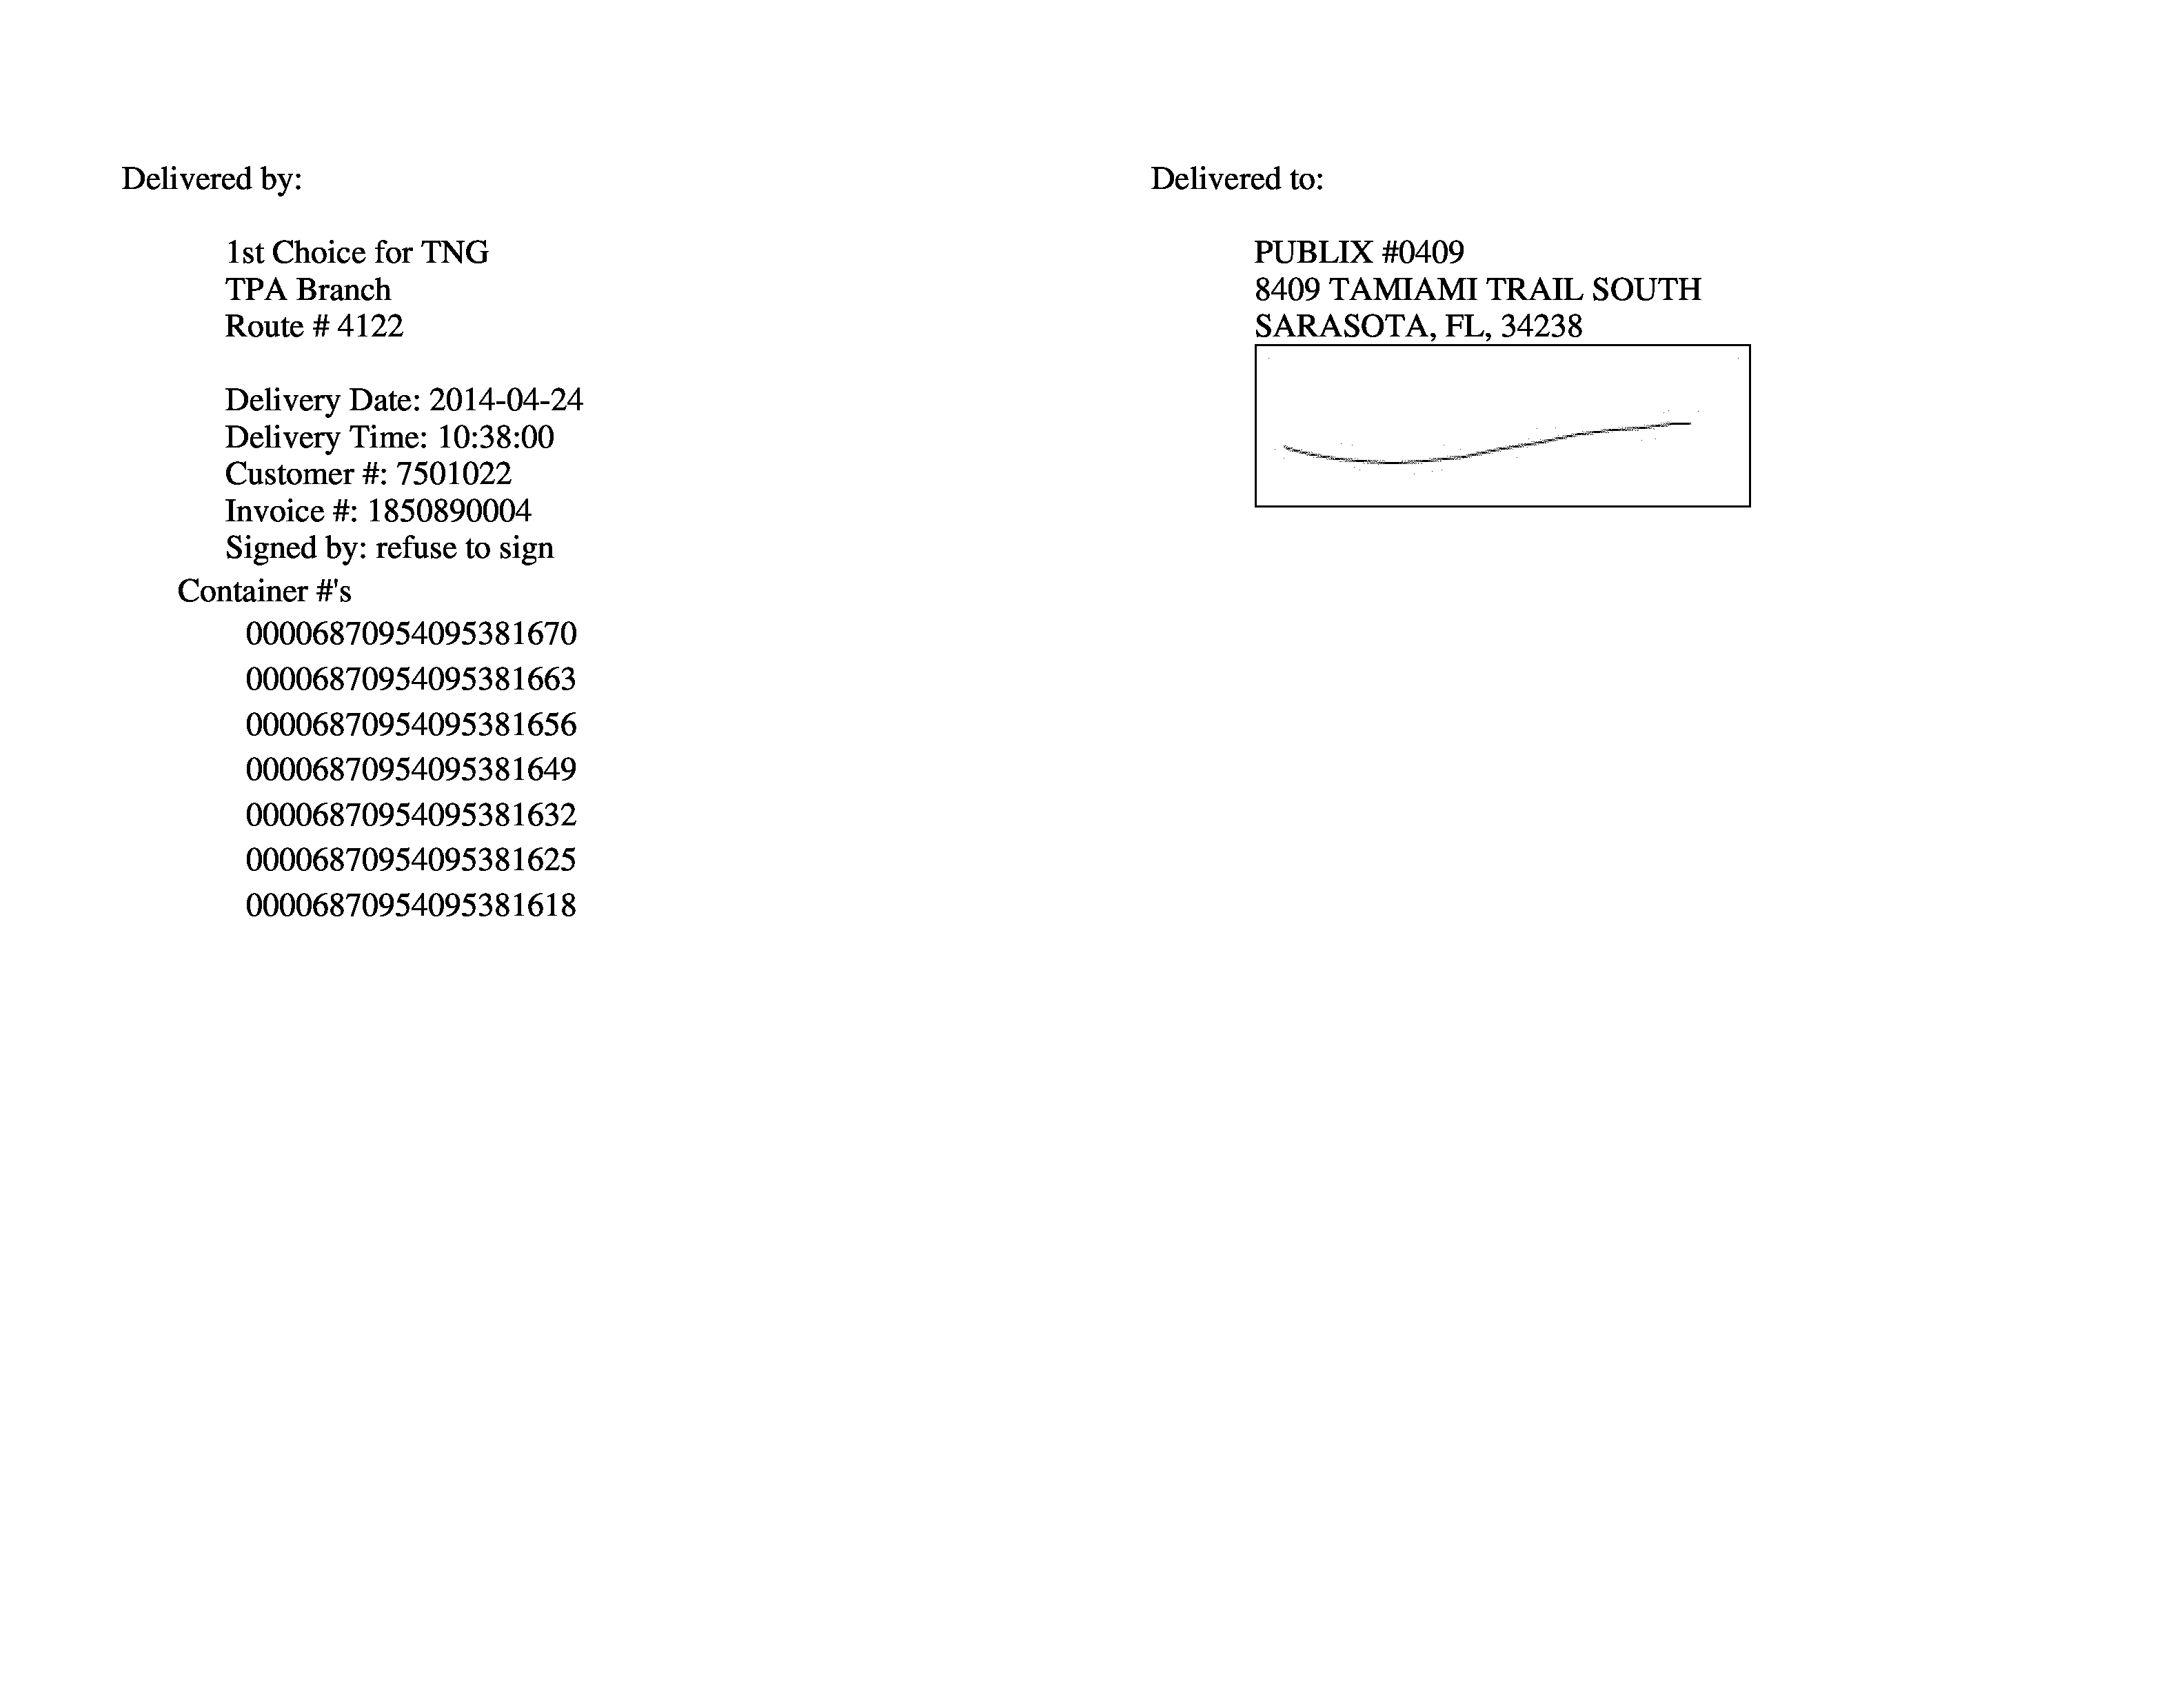 Delivered by:
1st Choice for TNG
TPA Branch
Route # 4122
Delivery Date: 2014-04-24
Delivery Time: 10:38:00
Customer #: 7501022
Invoice #: 1850890004
Signed by: refuse to sign
Container #'s
00006870954095381670
00006870954095381663
00006870954095381656
00006870954095381649
00006870954095381632
00006870954095381625
00006870954095381618
Delivered to:
PUBLIX #0409
8409 TAMIAMI TRAIL SOUTH
SARASOTA, FL, 34238